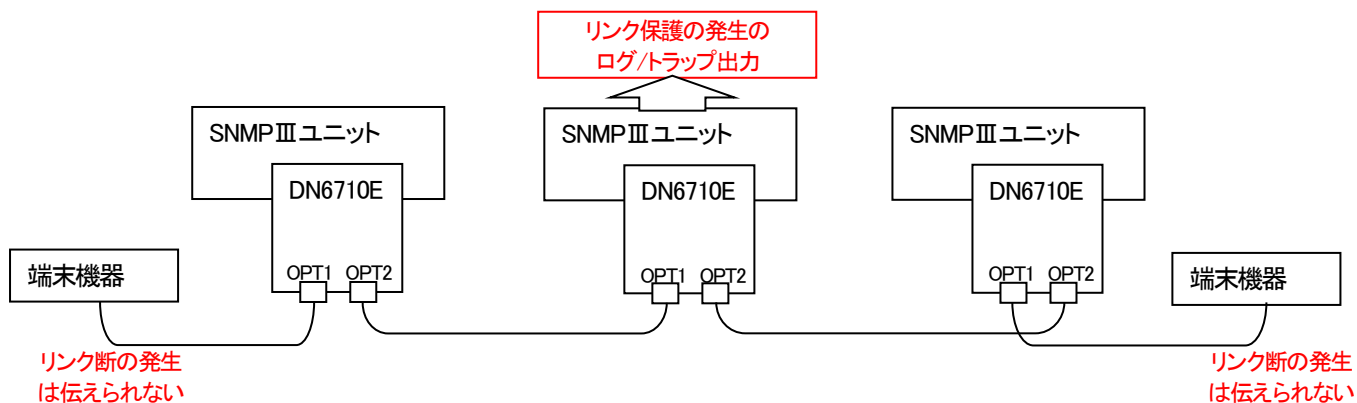 リンク保護の発生の
ログ/トラップ出力
SNMPⅢユニット
SNMPⅢユニット
SNMPⅢユニット
DN6710E
DN6710E
DN6710E
OPT1 OPT2
OPT1 OPT2
OPT1 OPT2
端末機器
端末機器
リンク断の発生
は伝えられない
リンク断の発生
は伝えられない